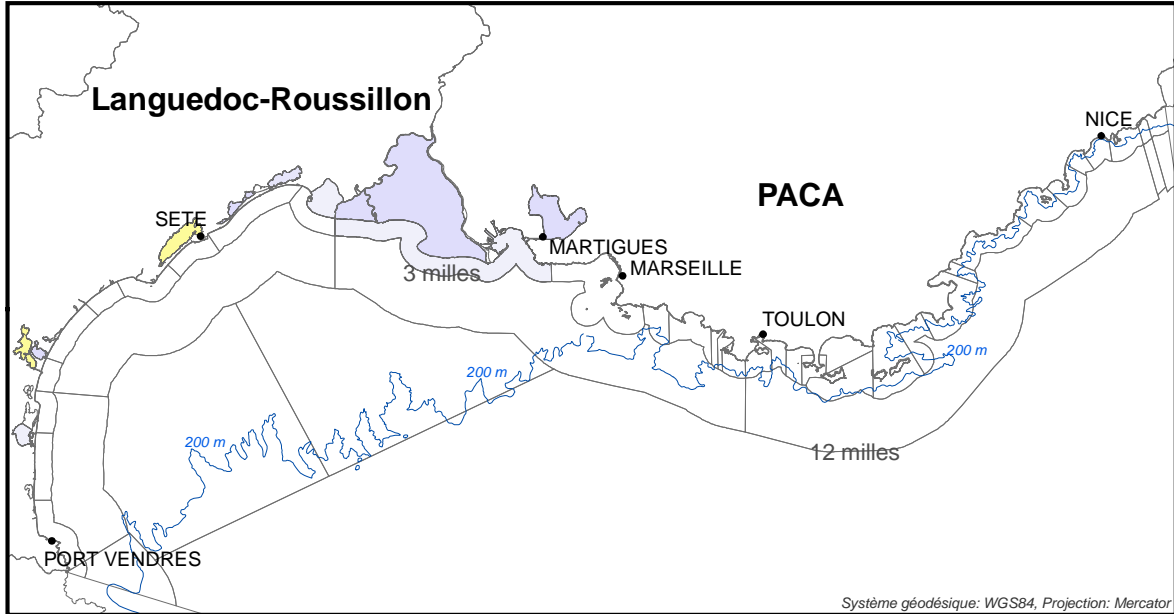 Languedoc-Roussillon
NICE
PACA
SETE
MARTIGUES
3 milles
MARSEILLE
TOULON
200 m
200 m
200 m
12 milles
PORT VENDRES
Système géodésique: WGS84, Projection: Mercator